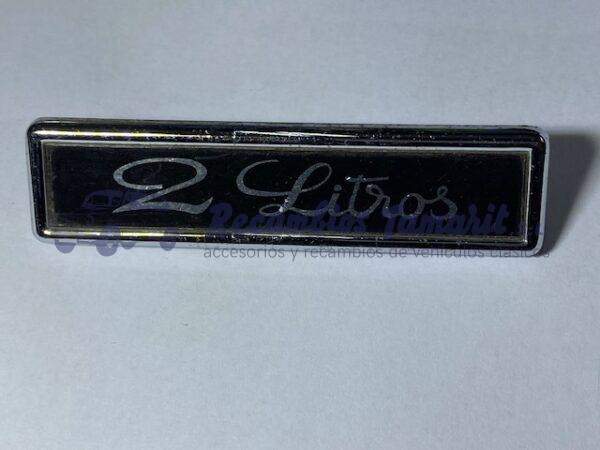 2 Litros
Recambios Tamarit
accesorios y recambios de vehículos clásicos